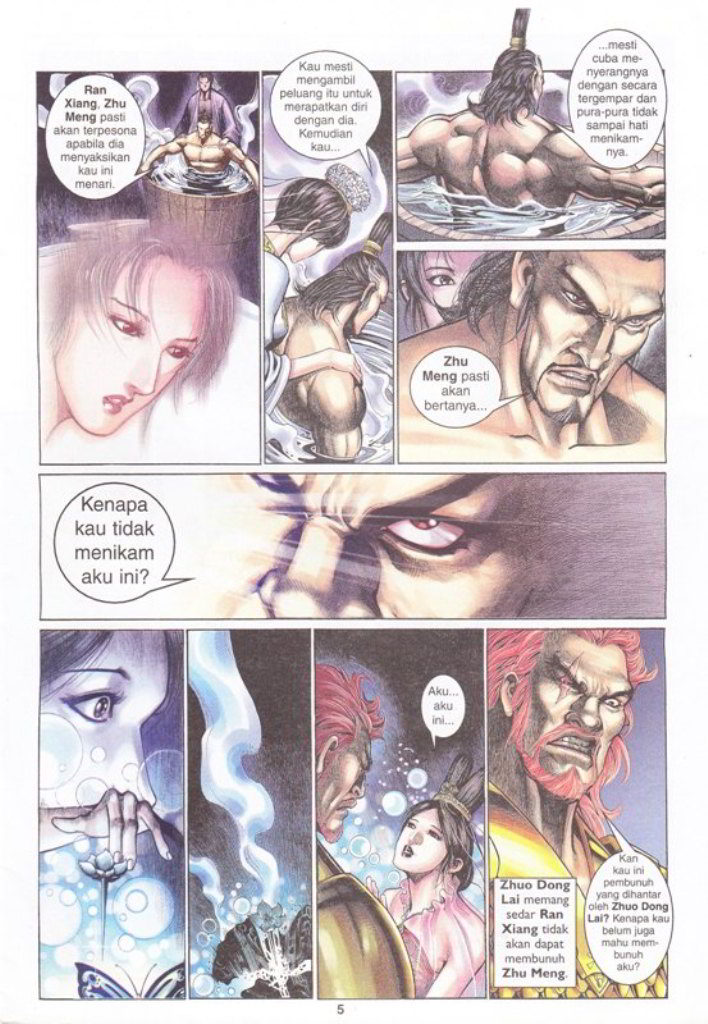 Ran
Xiang, Zhu
Meng pasti
akan terpesona
apabila dia
menyaksikan
kau ini
menari.
Kau mesti
mengambil
peluang itu untuk
merapatkan diri
dengan dia.
Kemudian
kau...
...mesti
cuba me-
nyerangnya
dengan secara
tergempar dan
pura-pura tidak
sampai hati
menikam-
nya.
Zhu
Meng pasti
akan
bertanya...
Kenapa
kau tidak
menikam
aku ini?
Aku...
aku
ini...
Zhuo Dong
Lai memang
sedar Ran
Xiang tidak
akan dapat
membunuh
Zhu Meng.
Kan
kau ini
pembunuh
yang dihantar
oleh Zhuo Dong
Lai? Kenapa kau
belum juga
mahu mem-
bunuh
aku?
5